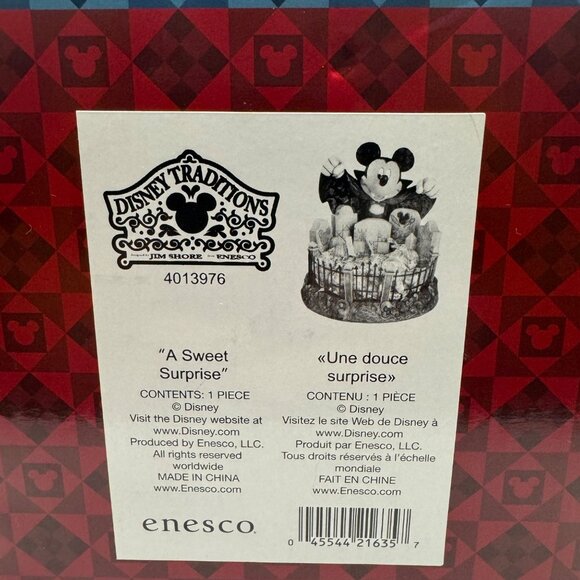 DISNEY TRADITIONS
Designed by JIM SHORE from ENESCO
4013976
"A Sweet
Surprise"
CONTENTS: 1 PIECE
© Disney
Visit the Disney website at
www.Disney.com
Produced by Enesco, LLC.
All rights reserved
worldwide
MADE IN CHINA
www.Enesco.com
enesco.
«Une douce
surprise»
CONTENU : 1 PIÈCE
© Disney
Visitez le site Web de Disney à
www.Disney.com
Produit par Enesco, LLC.
Tous droits réservés à l'échelle
mondiale
FAIT EN CHINE
www.Enesco.com
0 45544 21635 7